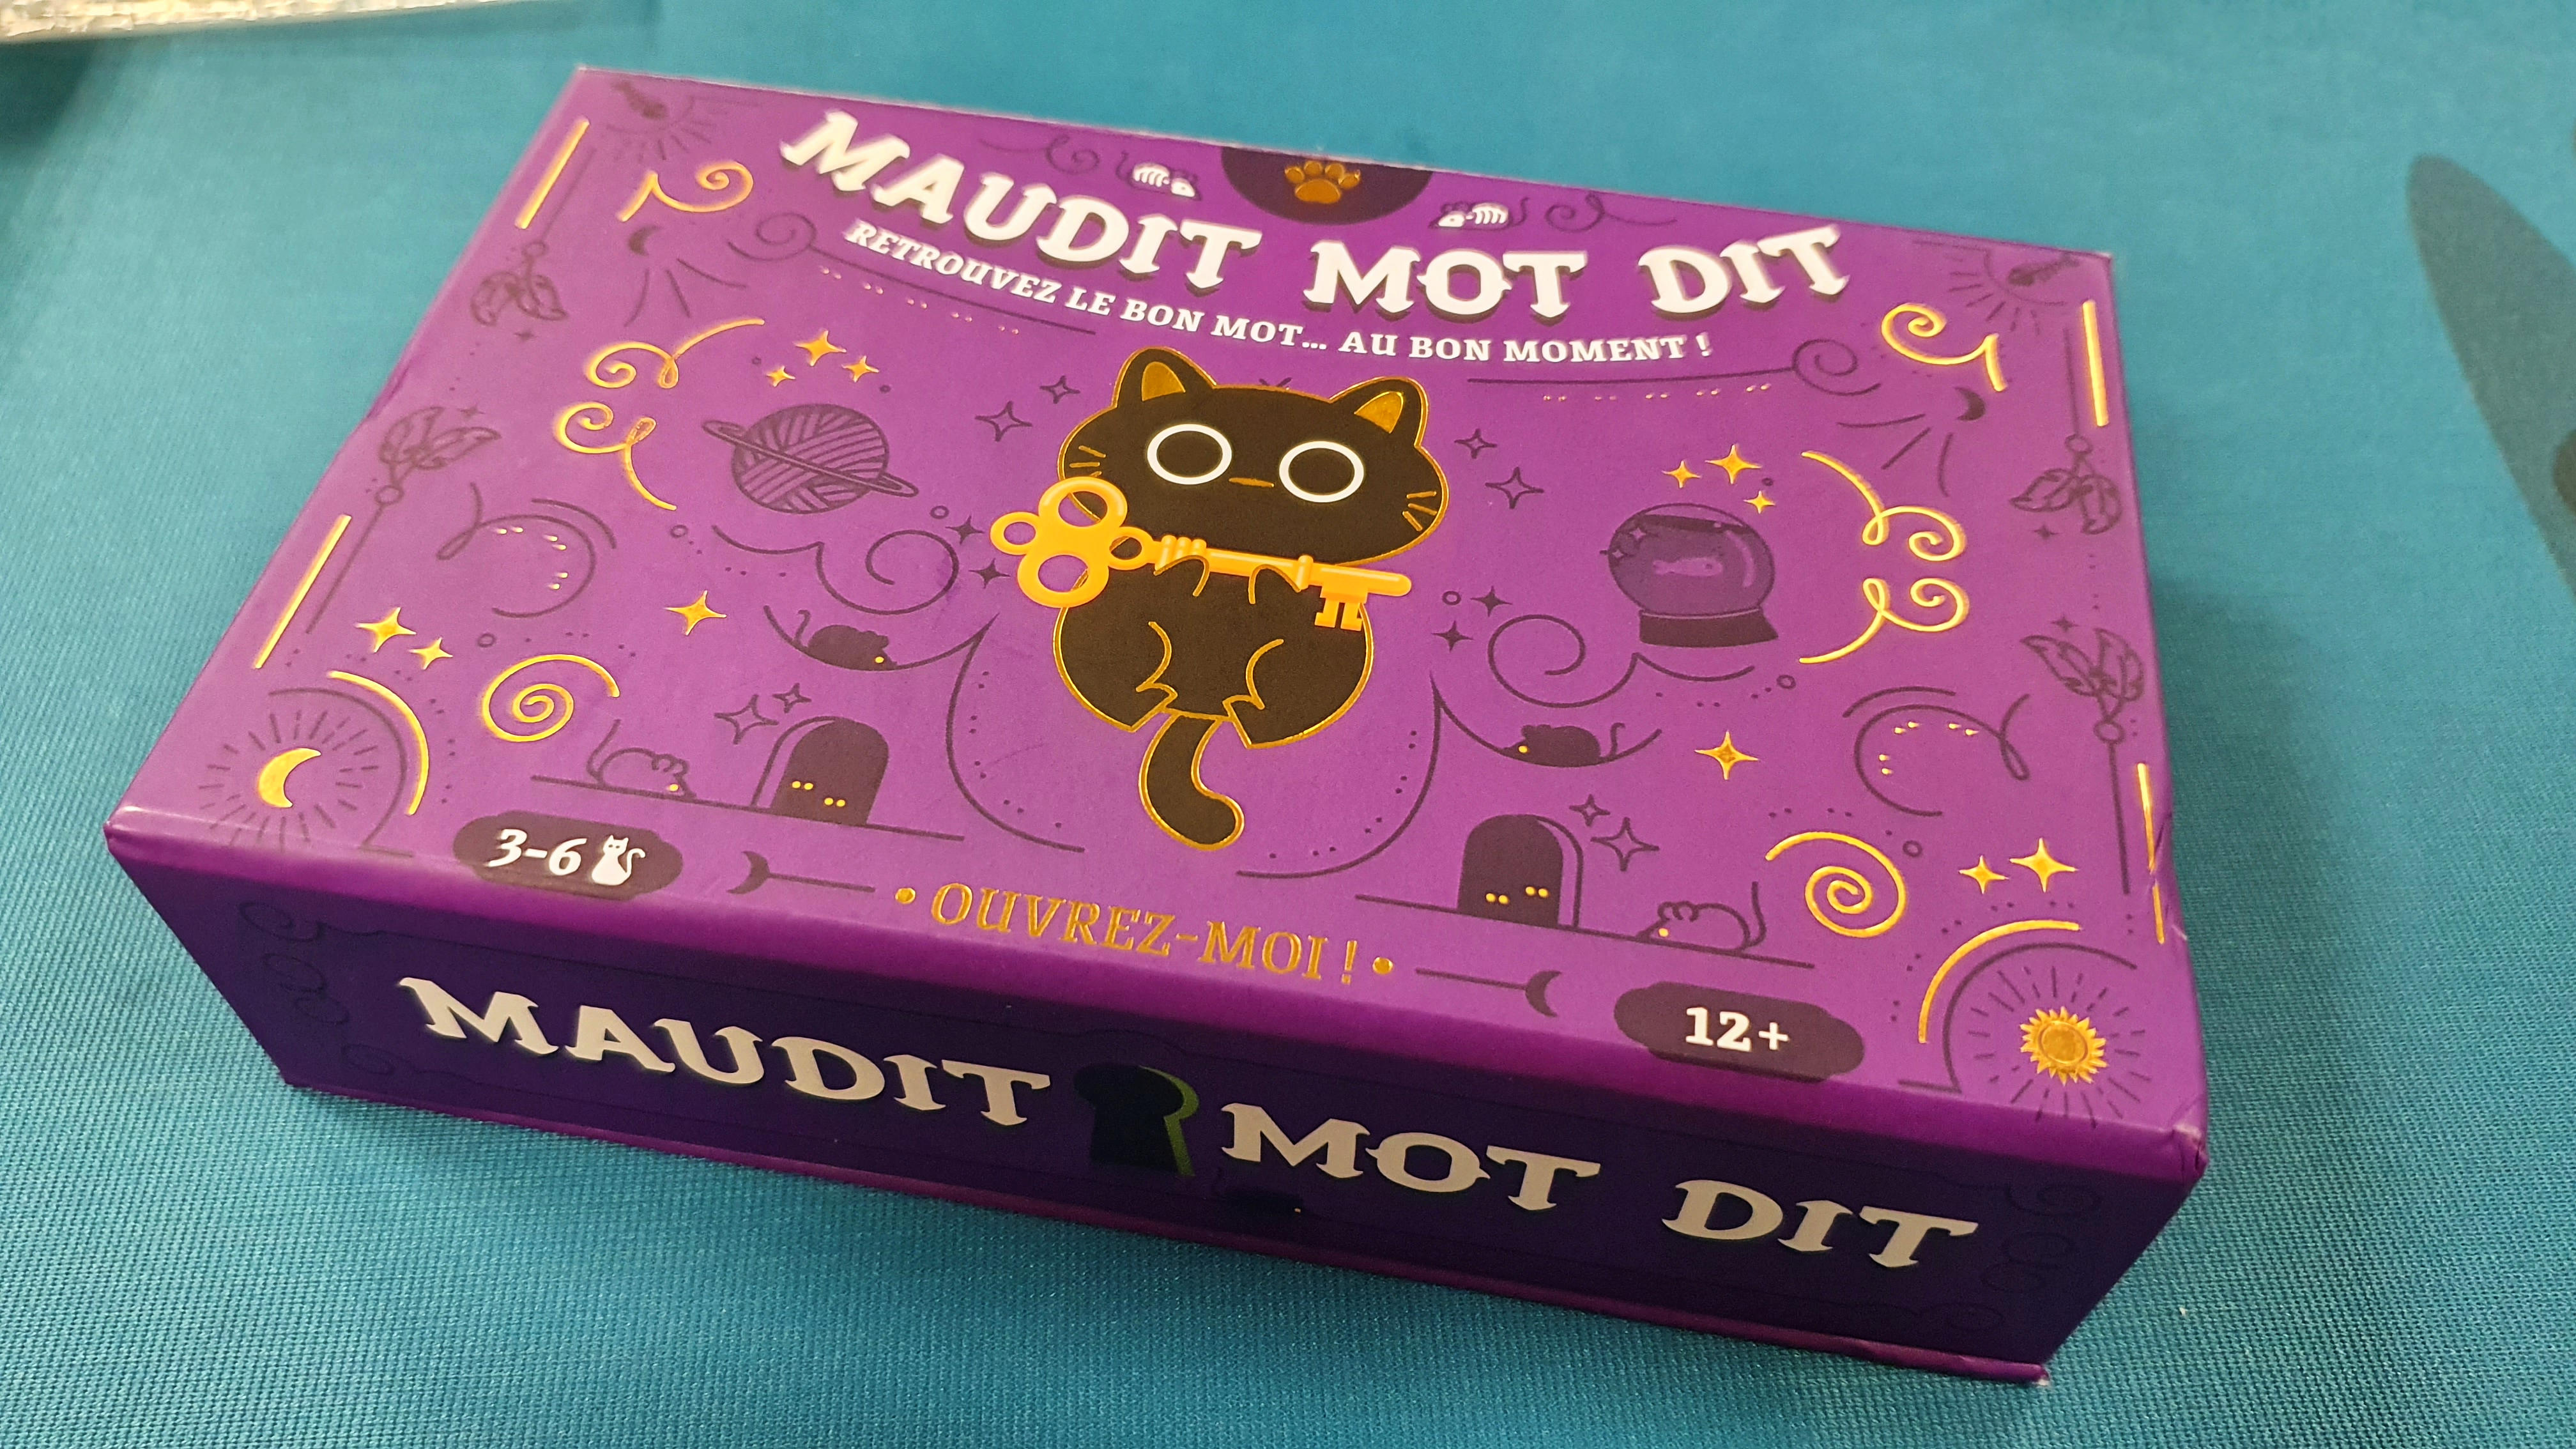 MAUDIT MOT DIT
RETROUVEZ LE BON MOT... AU BON MOMENT !
3-6
• OUVREZ-MOI ! •
12+
MAUDIT MOT DIT